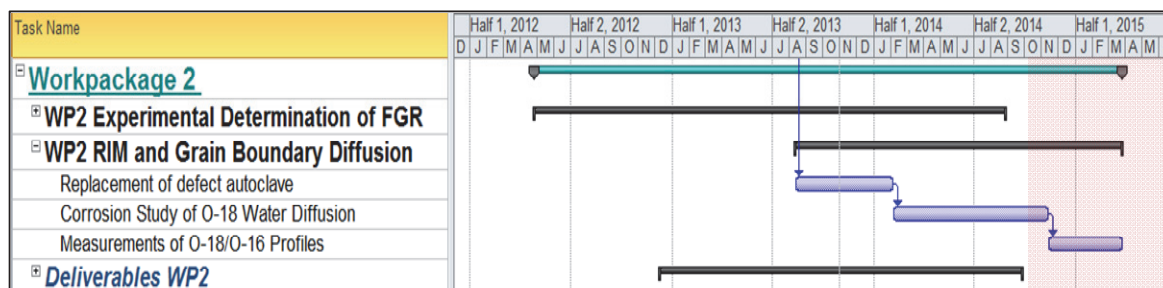 Task Name
Half 1, 2012 Half 2, 2012 Half 1, 2013 Half 2, 2013 Half 1, 2014 Half 2, 2014 Half 1, 2015
D J F M A M J J A S O N D J F M A M J J A S O N D J F M A M J J A S O N D J F M A M
Workpackage 2
WP2 Experimental Determination of FGR
WP2 RIM and Grain Boundary Diffusion
Replacement of defect autoclave
Corrosion Study of O-18 Water Diffusion
Measurements of O-18/O-16 Profiles
Deliverables WP2